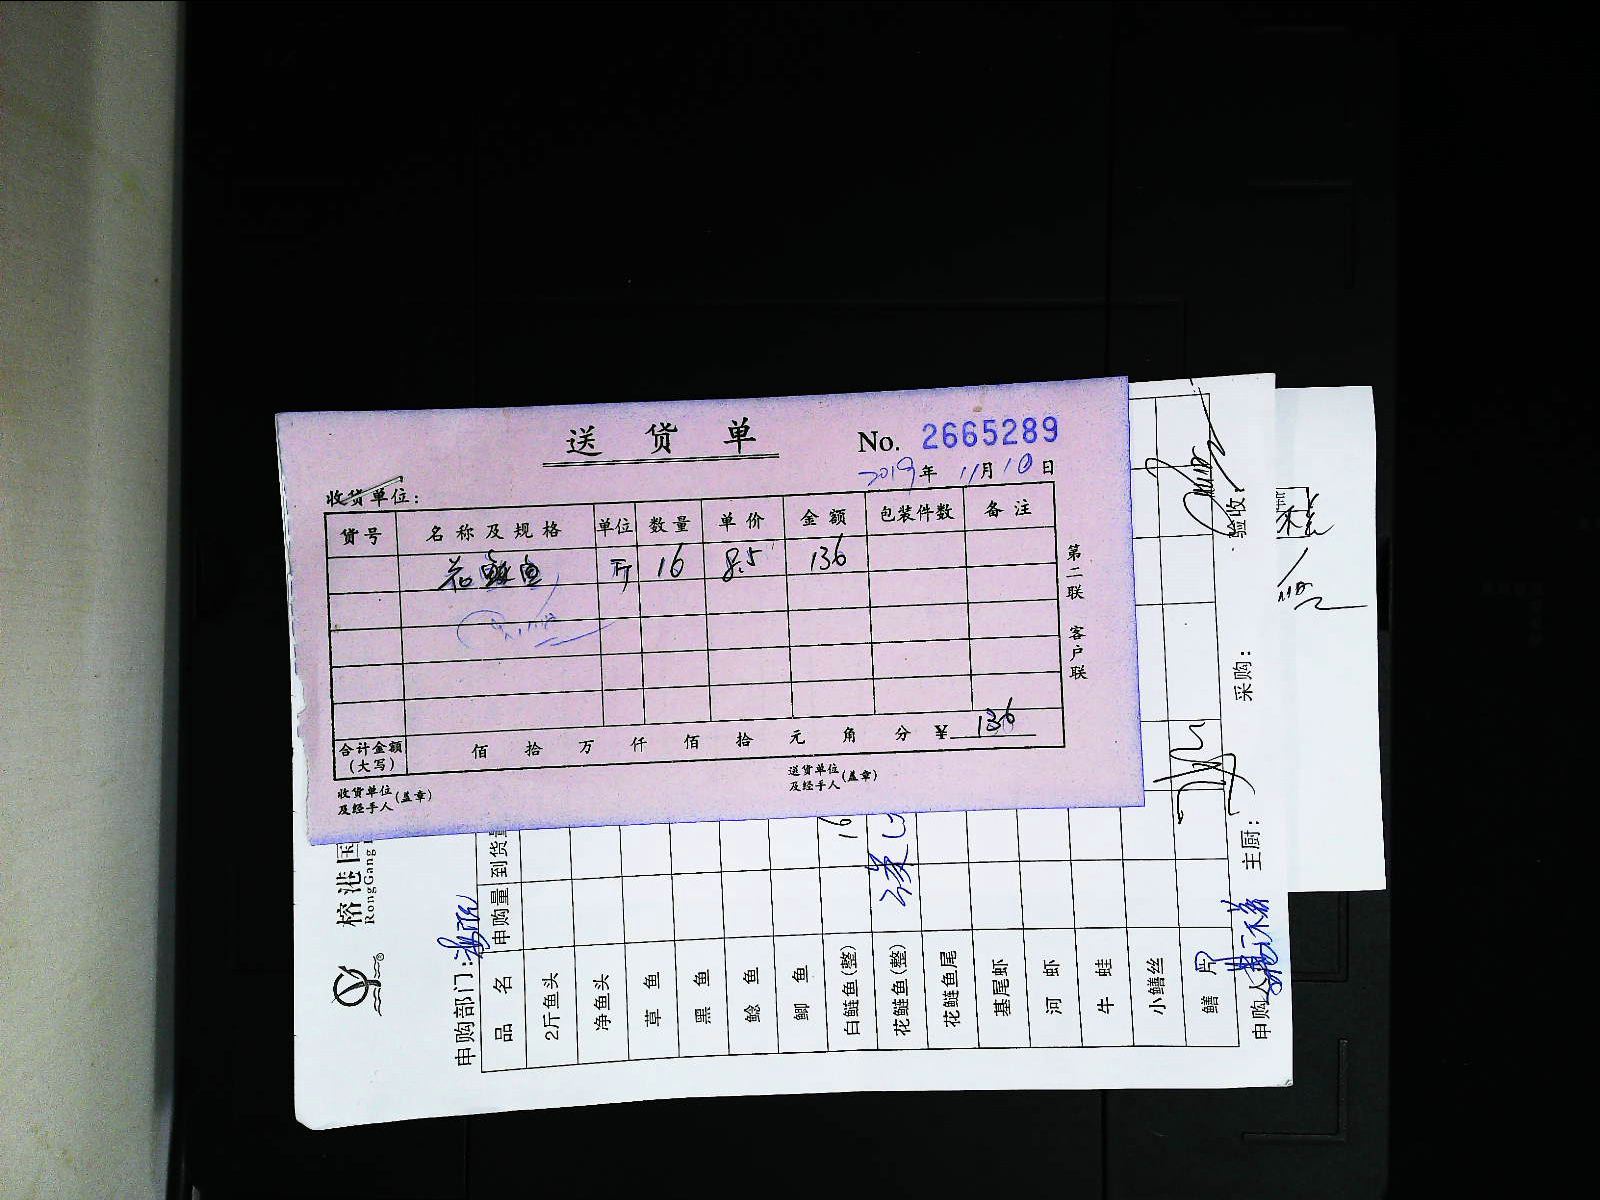 送 货 单
No. 2665289
2019年 11月 10日
收货单位：
货号 名称及规格 单位 数量 单价 金额 包装件数 备注
花鲢鱼 斤 16 8.5 136
合计金额（大写） 佰 拾 万 仟 佰 拾 元 角 分 ¥ 136
收货单位及经手人（盖章）
送货单位及经手人（盖章）
第二联 客户联
榕港国
RongGang
申购部门：
品 名 申购量 到货量
2斤鱼头
净鱼头
草 鱼
黑 鱼
鲶 鱼
鲫 鱼
白鲢鱼(整) 16
花鲢鱼(整)
花鲢鱼尾
基尾虾
河 虾
牛 蛙
小鳝丝
鳝 片
申购人
主厨：
采购：
验收：